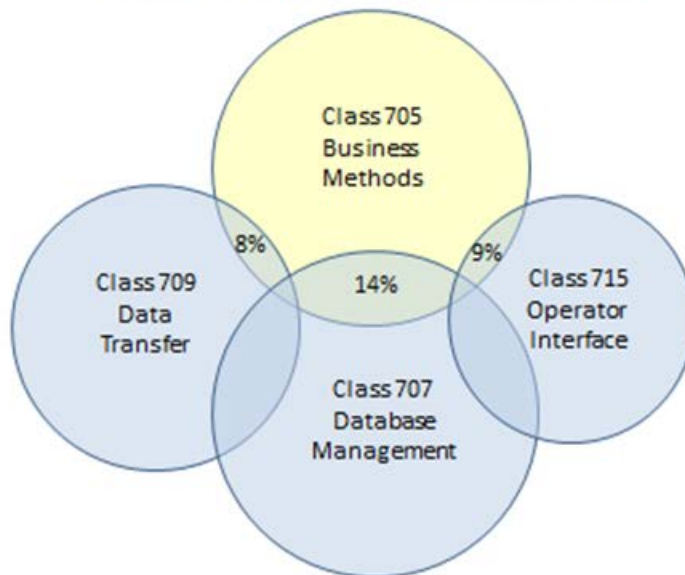 Class 705
Business
Methods
8%
9%
14%
Class 709
Data
Transfer
Class 715
Operator
Interface
Class 707
Database
Management